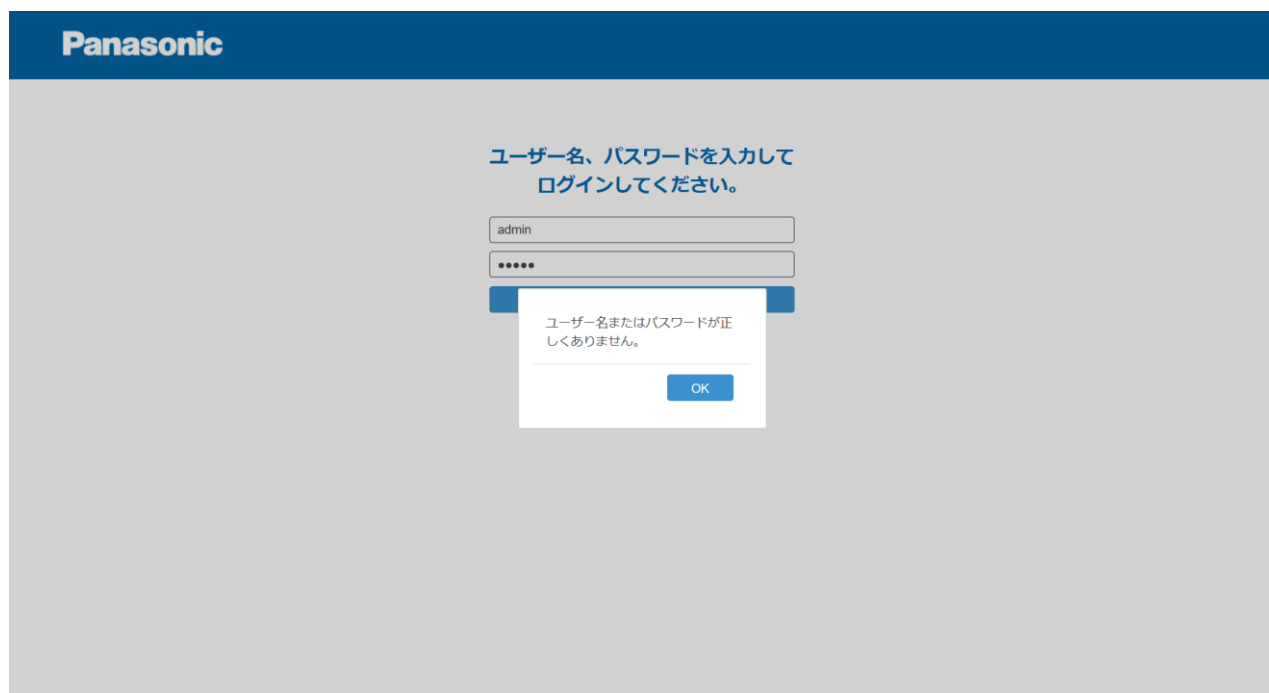 Panasonic
ユーザー名、パスワードを入力して
ログインしてください。
admin
•••••
ユーザー名またはパスワードが正
しくありません。
OK